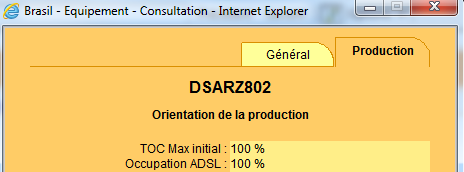 Brasil - Equipement - Consultation - Internet Explorer
Général Production
DSARZ802
Orientation de la production
TOC Max initial : 100 %
Occupation ADSL : 100 %